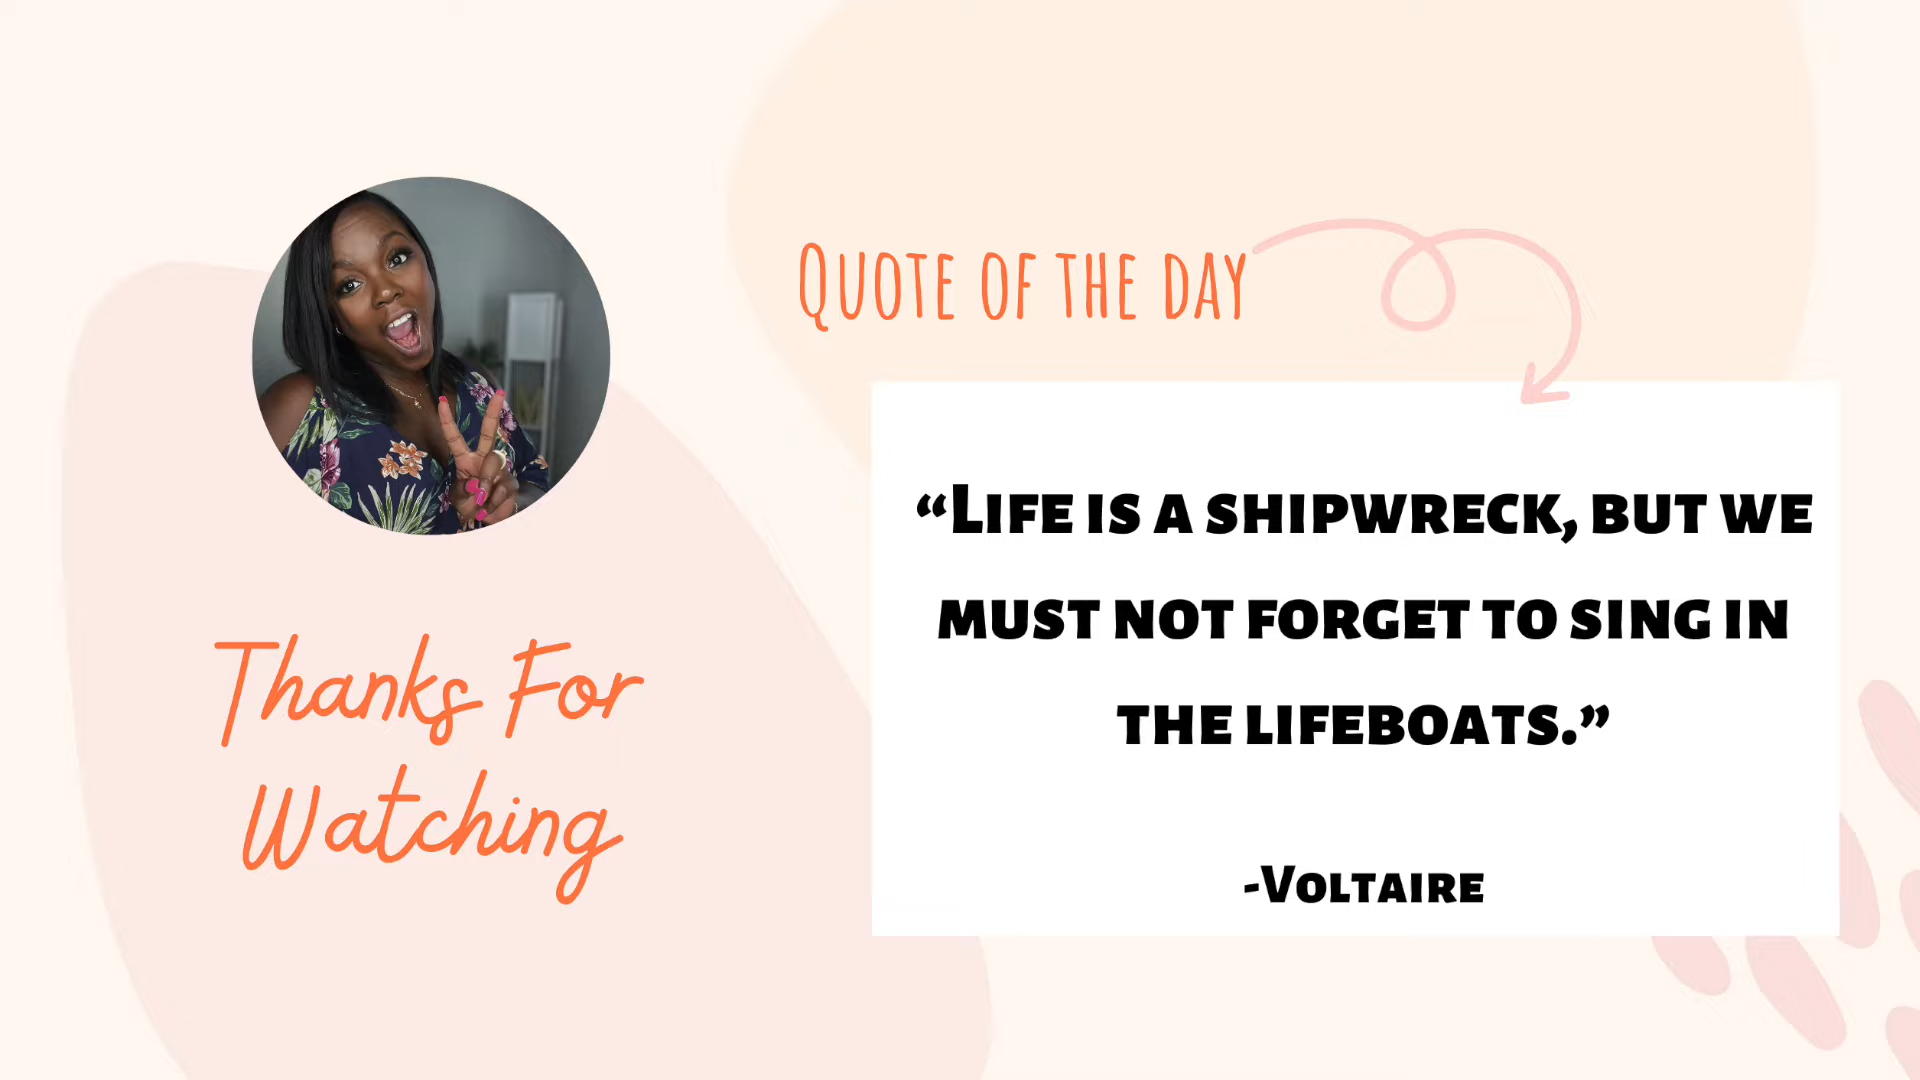 Thanks For
Watching
Quote of the day
“Life is a shipwreck, but we
must not forget to sing in
the lifeboats.”
-Voltaire